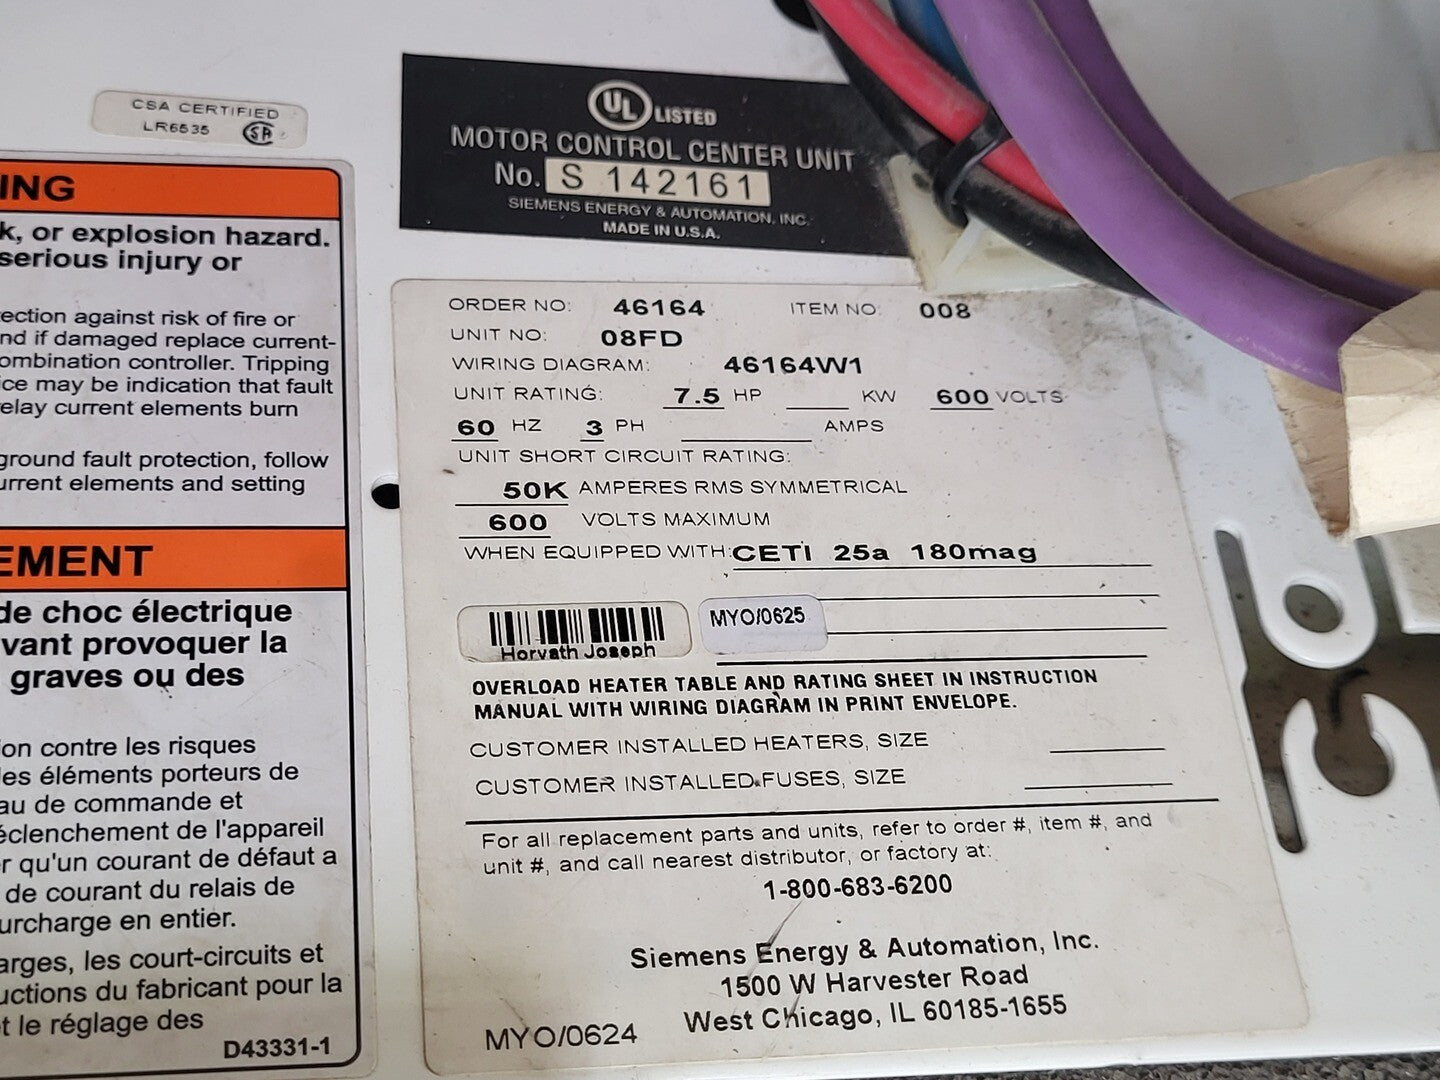 CSA CERTIFIED
LR6535
UL LISTED
MOTOR CONTROL CENTER UNIT
No. S 142161
SIEMENS ENERGY & AUTOMATION, INC.
MADE IN U.S.A.
ING
k, or explosion hazard.
serious injury or
ection against risk of fire or
nd if damaged replace current-
ombination controller. Tripping
ice may be indication that fault
elay current elements burn
ground fault protection, follow
urrent elements and setting
EMENT
de choc électrique
vant provoquer la
graves ou des
ion contre les risques
les éléments porteurs de
au de commande et
éclenchement de l'appareil
r qu'un courant de défaut a
de courant du relais de
urcharge en entier.
arges, les court-circuits et
uctions du fabricant pour la
t le réglage des
D43331-1
ORDER NO: 46164 ITEM NO: 008
UNIT NO: 08FD
WIRING DIAGRAM: 46164W1
UNIT RATING: 7.5 HP KW 600 VOLTS
60 HZ 3 PH AMPS
UNIT SHORT CIRCUIT RATING:
50K AMPERES RMS SYMMETRICAL
600 VOLTS MAXIMUM
WHEN EQUIPPED WITH: CETI 25a 180mag
Horvath Joseph
MYO/0625
OVERLOAD HEATER TABLE AND RATING SHEET IN INSTRUCTION
MANUAL WITH WIRING DIAGRAM IN PRINT ENVELOPE.
CUSTOMER INSTALLED HEATERS, SIZE
CUSTOMER INSTALLED FUSES, SIZE
For all replacement parts and units, refer to order #, item #, and
unit #, and call nearest distributor, or factory at:
1-800-683-6200
Siemens Energy & Automation, Inc.
1500 W Harvester Road
West Chicago, IL 60185-1655
MYO/0624